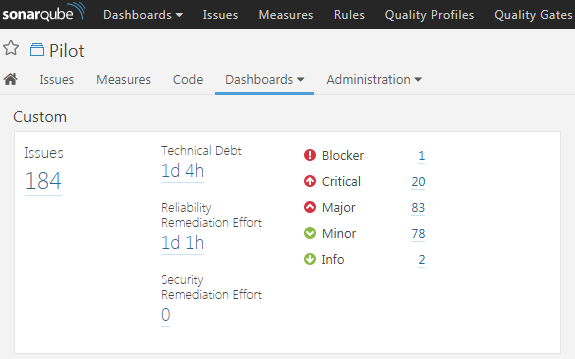 sonarqube Dashboards Issues Measures Rules Quality Profiles Quality Gates
Pilot
Issues Measures Code Dashboards Administration
Custom
Issues
184
Technical Debt
1d 4h
Reliability
Remediation Effort
1d 1h
Security
Remediation Effort
0
Blocker 1
Critical 20
Major 83
Minor 78
Info 2